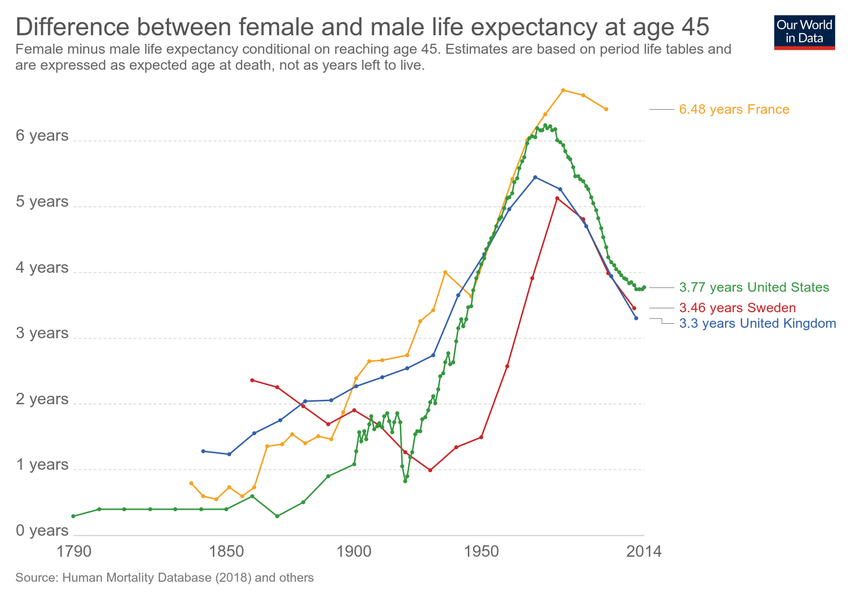 Difference between female and male life expectancy at age 45
Our World
in Data
Female minus male life expectancy conditional on reaching age 45. Estimates are based on period life tables and
are expressed as expected age at death, not as years left to live.
6.48 years France
6 years
5 years
4 years
3.77 years United States
3.46 years Sweden
3.3 years United Kingdom
3 years
2 years
1 years
0 years
1790
1850
1900
1950
2014
Source: Human Mortality Database (2018) and others